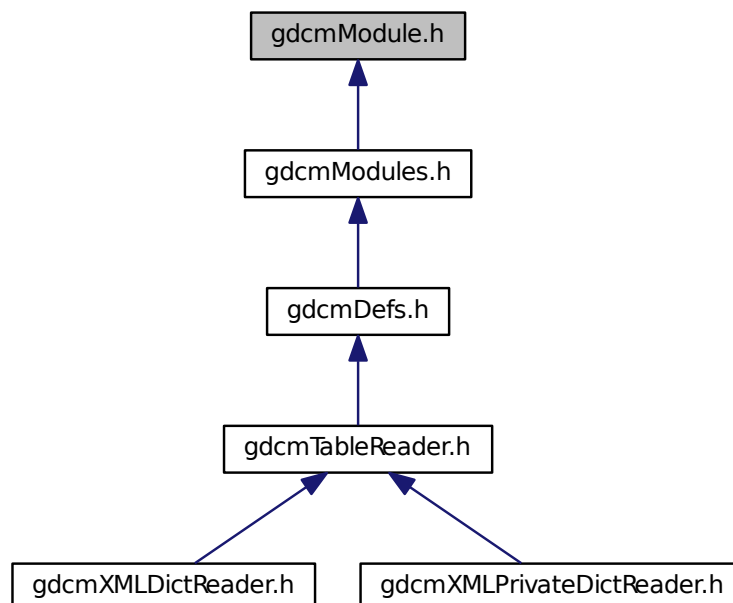 gdcmModule.h
gdcmModules.h
gdcmDefs.h
gdcmTableReader.h
gdcmXMLDictReader.h
gdcmXMLPrivateDictReader.h